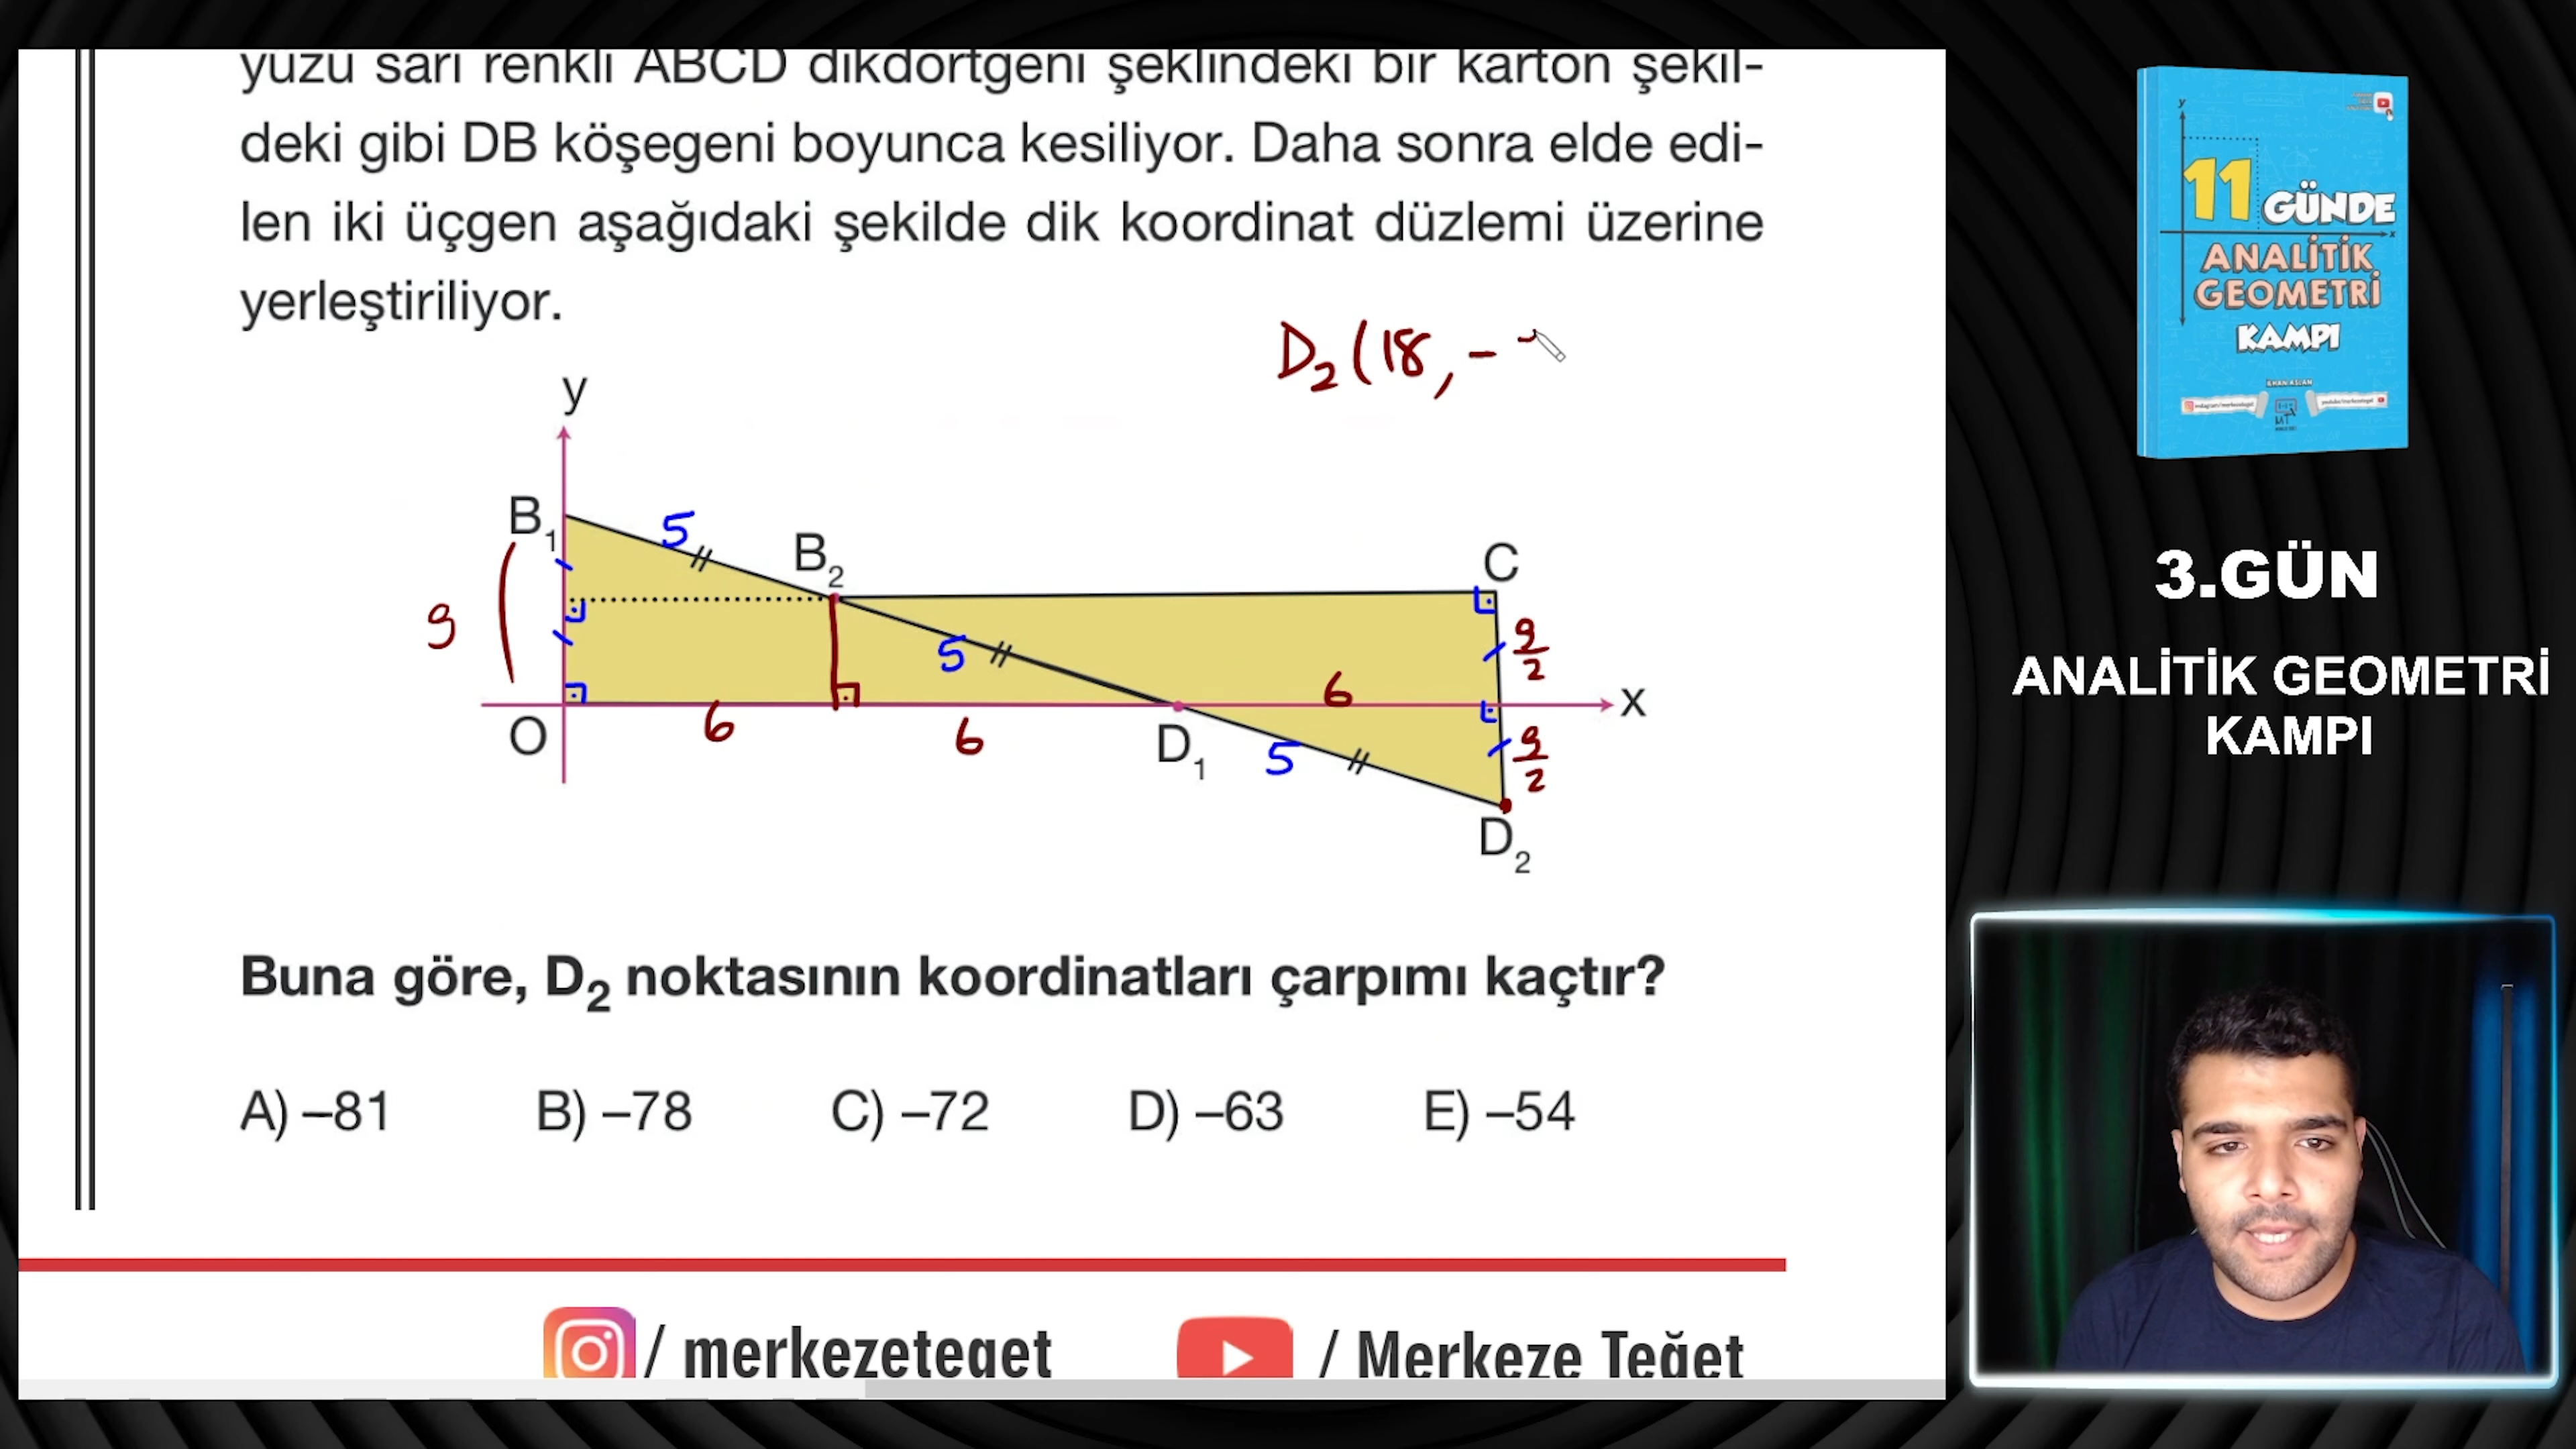 yüzü sarı renkli ABCD dikdörtgeni şeklindeki bir karton şekil-
deki gibi DB köşegeni boyunca kesiliyor. Daha sonra elde edi-
len iki üçgen aşağıdaki şekilde dik koordinat düzlemi üzerine
yerleştiriliyor.
D₂(18, -
y
B₁
5
B₂
C
9
5
9/2
6
O
6
6
D₁
5
9/2
x
D₂
Buna göre, D₂ noktasının koordinatları çarpımı kaçtır?
A) –81 B) –78 C) –72 D) –63 E) –54
/ merkezeteget
/ Merkeze Teğet
y
11 GÜNDE
x
ANALİTİK
GEOMETRİ
KAMPI
İLHAN ASLAN
3.GÜN
ANALİTİK GEOMETRİ
KAMPI